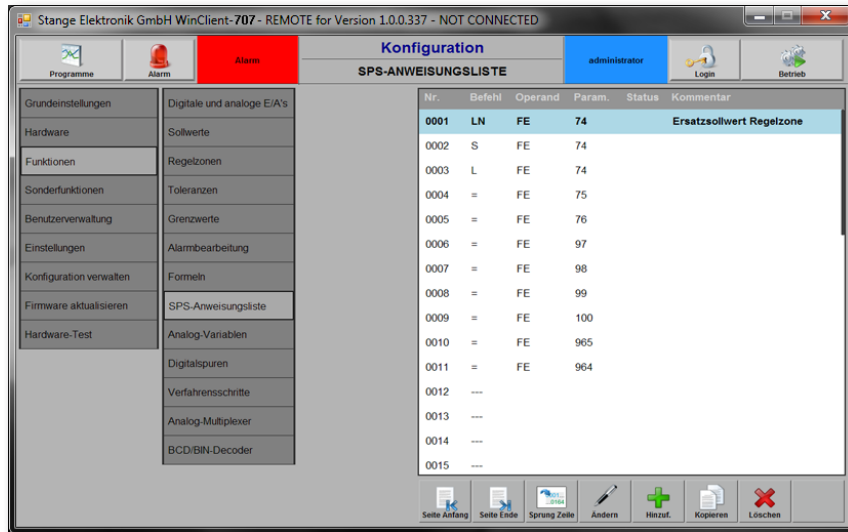 Stange Elektronik GmbH WinClient-707 - REMOTE for Version 1.0.0.337 - NOT CONNECTED
Programme
Alarm
Alarm
Konfiguration
SPS-ANWEISUNGSLISTE
administrator
Login
Betrieb
Grundeinstellungen
Hardware
Funktionen
Sonderfunktionen
Benutzerverwaltung
Einstellungen
Konfiguration verwalten
Firmware aktualisieren
Hardware-Test
Digitale und analoge E/A's
Sollwerte
Regelzonen
Toleranzen
Grenzwerte
Alarmbearbeitung
Formeln
SPS-Anweisungsliste
Analog-Variablen
Digitalspuren
Verfahrensschritte
Analog-Multiplexer
BCD/BIN-Decoder
Nr. Befehl Operand Param. Status Kommentar
0001 LN FE 74 Ersatzsollwert Regelzone
0002 S FE 74
0003 L FE 74
0004 = FE 75
0005 = FE 76
0006 = FE 97
0007 = FE 98
0008 = FE 99
0009 = FE 100
0010 = FE 965
0011 = FE 964
0012 ---
0013 ---
0014 ---
0015 ---
Seite Anfang
Seite Ende
Sprung Zeile
Ändern
Hinzuf.
Kopieren
Löschen